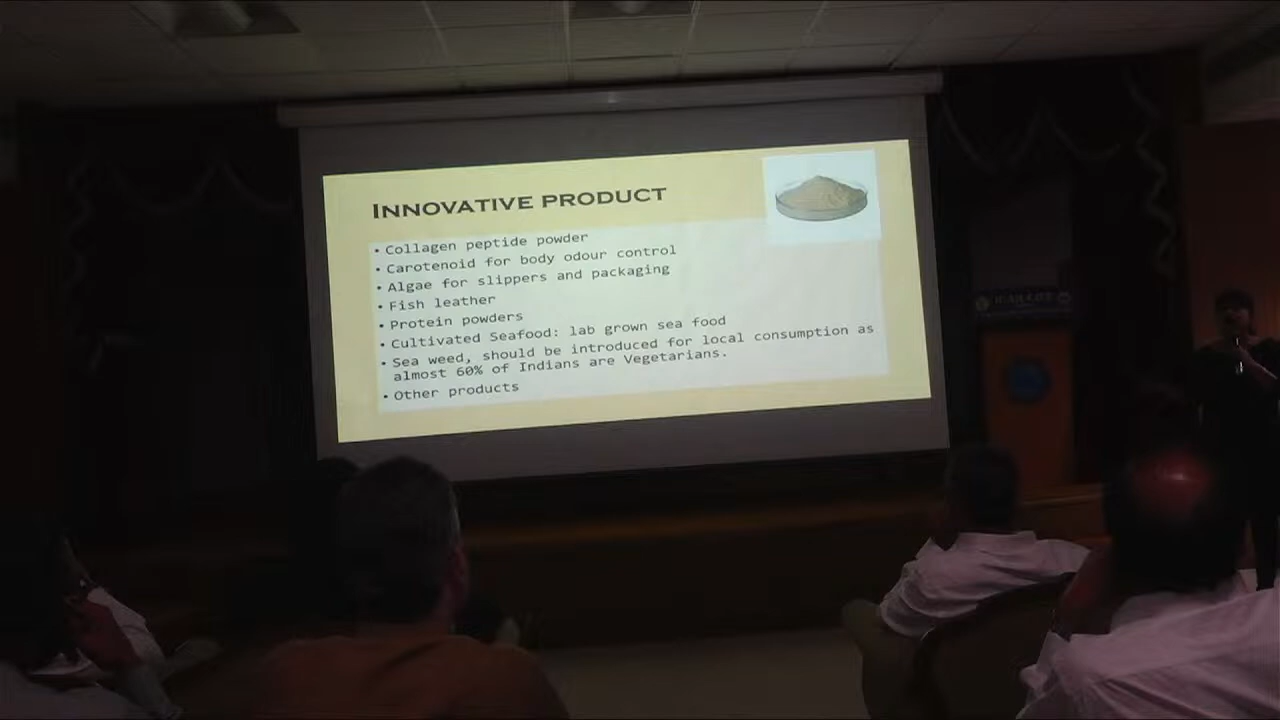 INNOVATIVE PRODUCT
• Collagen peptide powder
• Carotenoid for body odour control
• Algae for slippers and packaging
• Fish leather
• Protein powders
• Cultivated Seafood: lab grown sea food
• Sea weed, should be introduced for local consumption as
almost 60% of Indians are Vegetarians.
• Other products